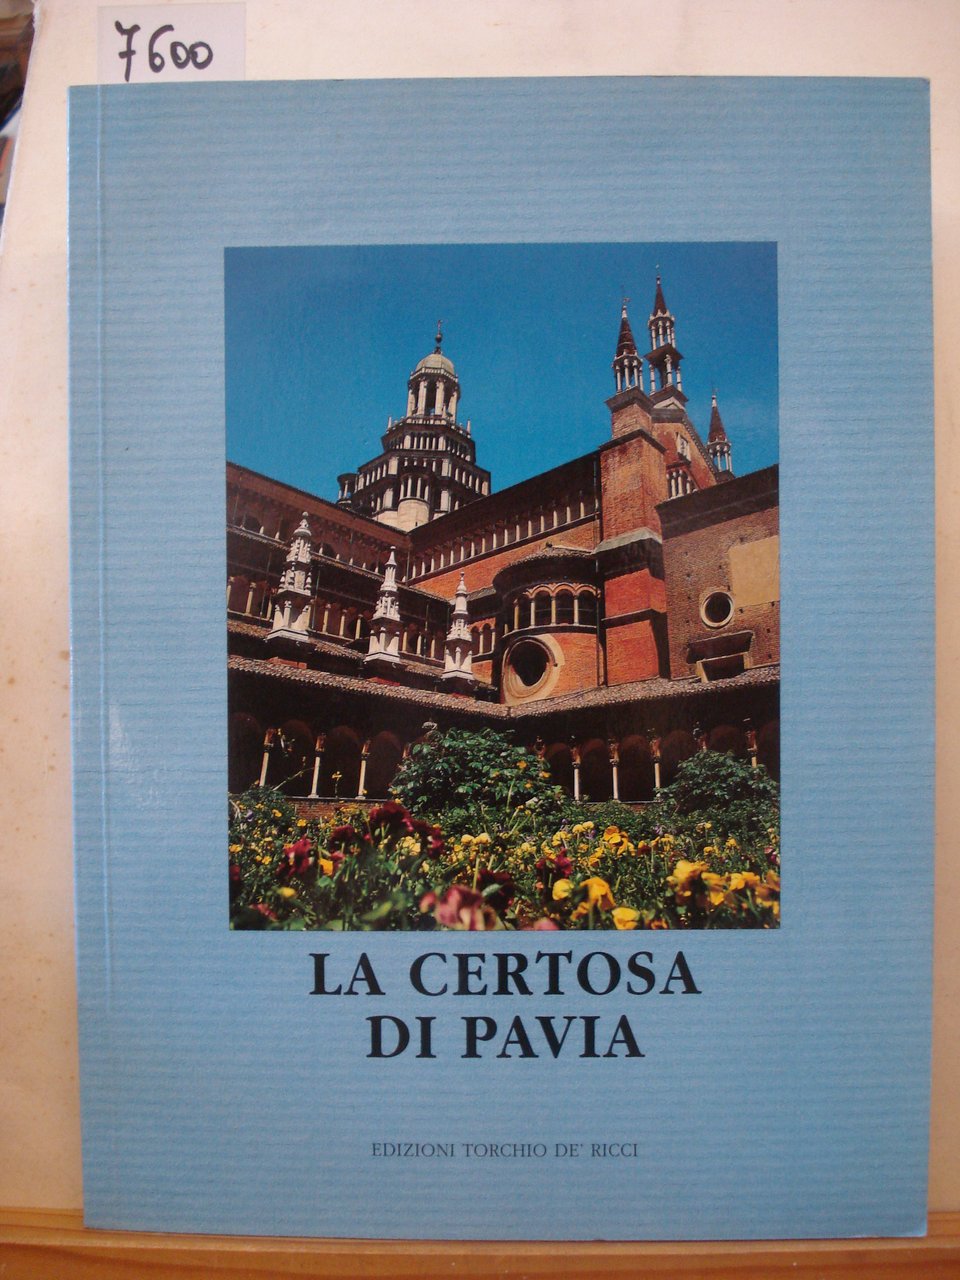 7600
LA CERTOSA
DI PAVIA
EDIZIONI TORCHIO DE' RICCI